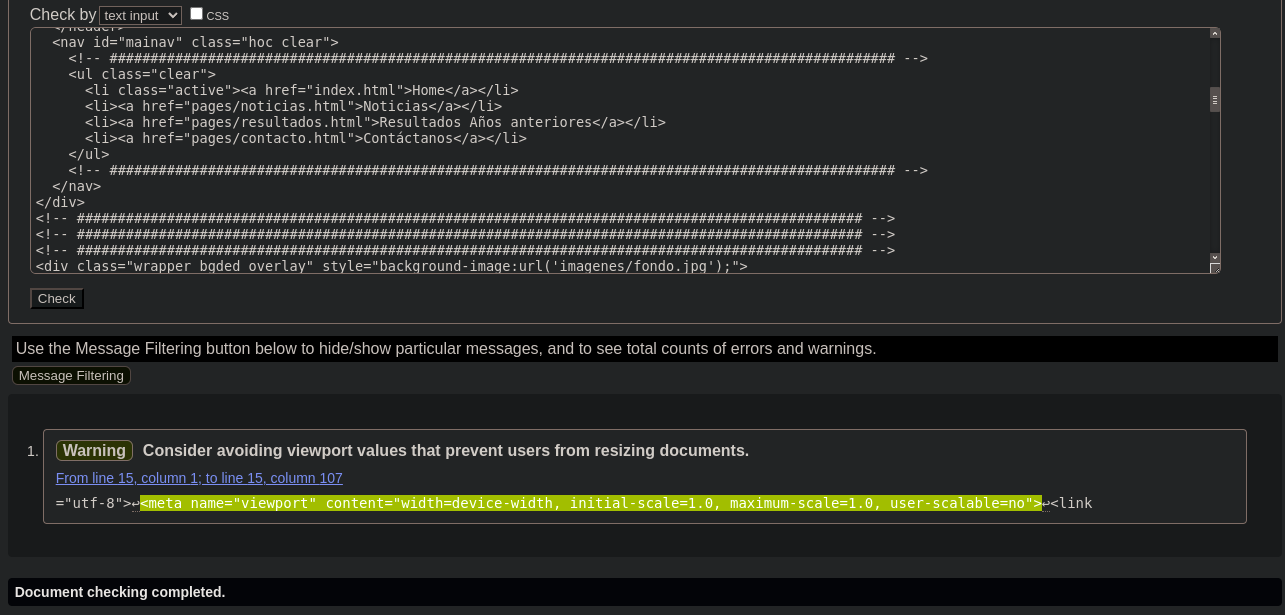 Check by text input CSS
</header>
<nav id="mainav" class="hoc clear">
<!-- ################################################################################################ -->
<ul class="clear">
<li class="active"><a href="index.html">Home</a></li>
<li><a href="pages/noticias.html">Noticias</a></li>
<li><a href="pages/resultados.html">Resultados Años anteriores</a></li>
<li><a href="pages/contacto.html">Contáctanos</a></li>
</ul>
<!-- ################################################################################################ -->
</nav>
</div>
<!-- ################################################################################################ -->
<!-- ################################################################################################ -->
<!-- ################################################################################################ -->
<div class="wrapper bgded overlay" style="background-image:url('imagenes/fondo.jpg');">
Check
Use the Message Filtering button below to hide/show particular messages, and to see total counts of errors and warnings.
Message Filtering
1. Warning Consider avoiding viewport values that prevent users from resizing documents.
From line 15, column 1; to line 15, column 107
="utf-8">↩<meta name="viewport" content="width=device-width, initial-scale=1.0, maximum-scale=1.0, user-scalable=no">↩<link
Document checking completed.